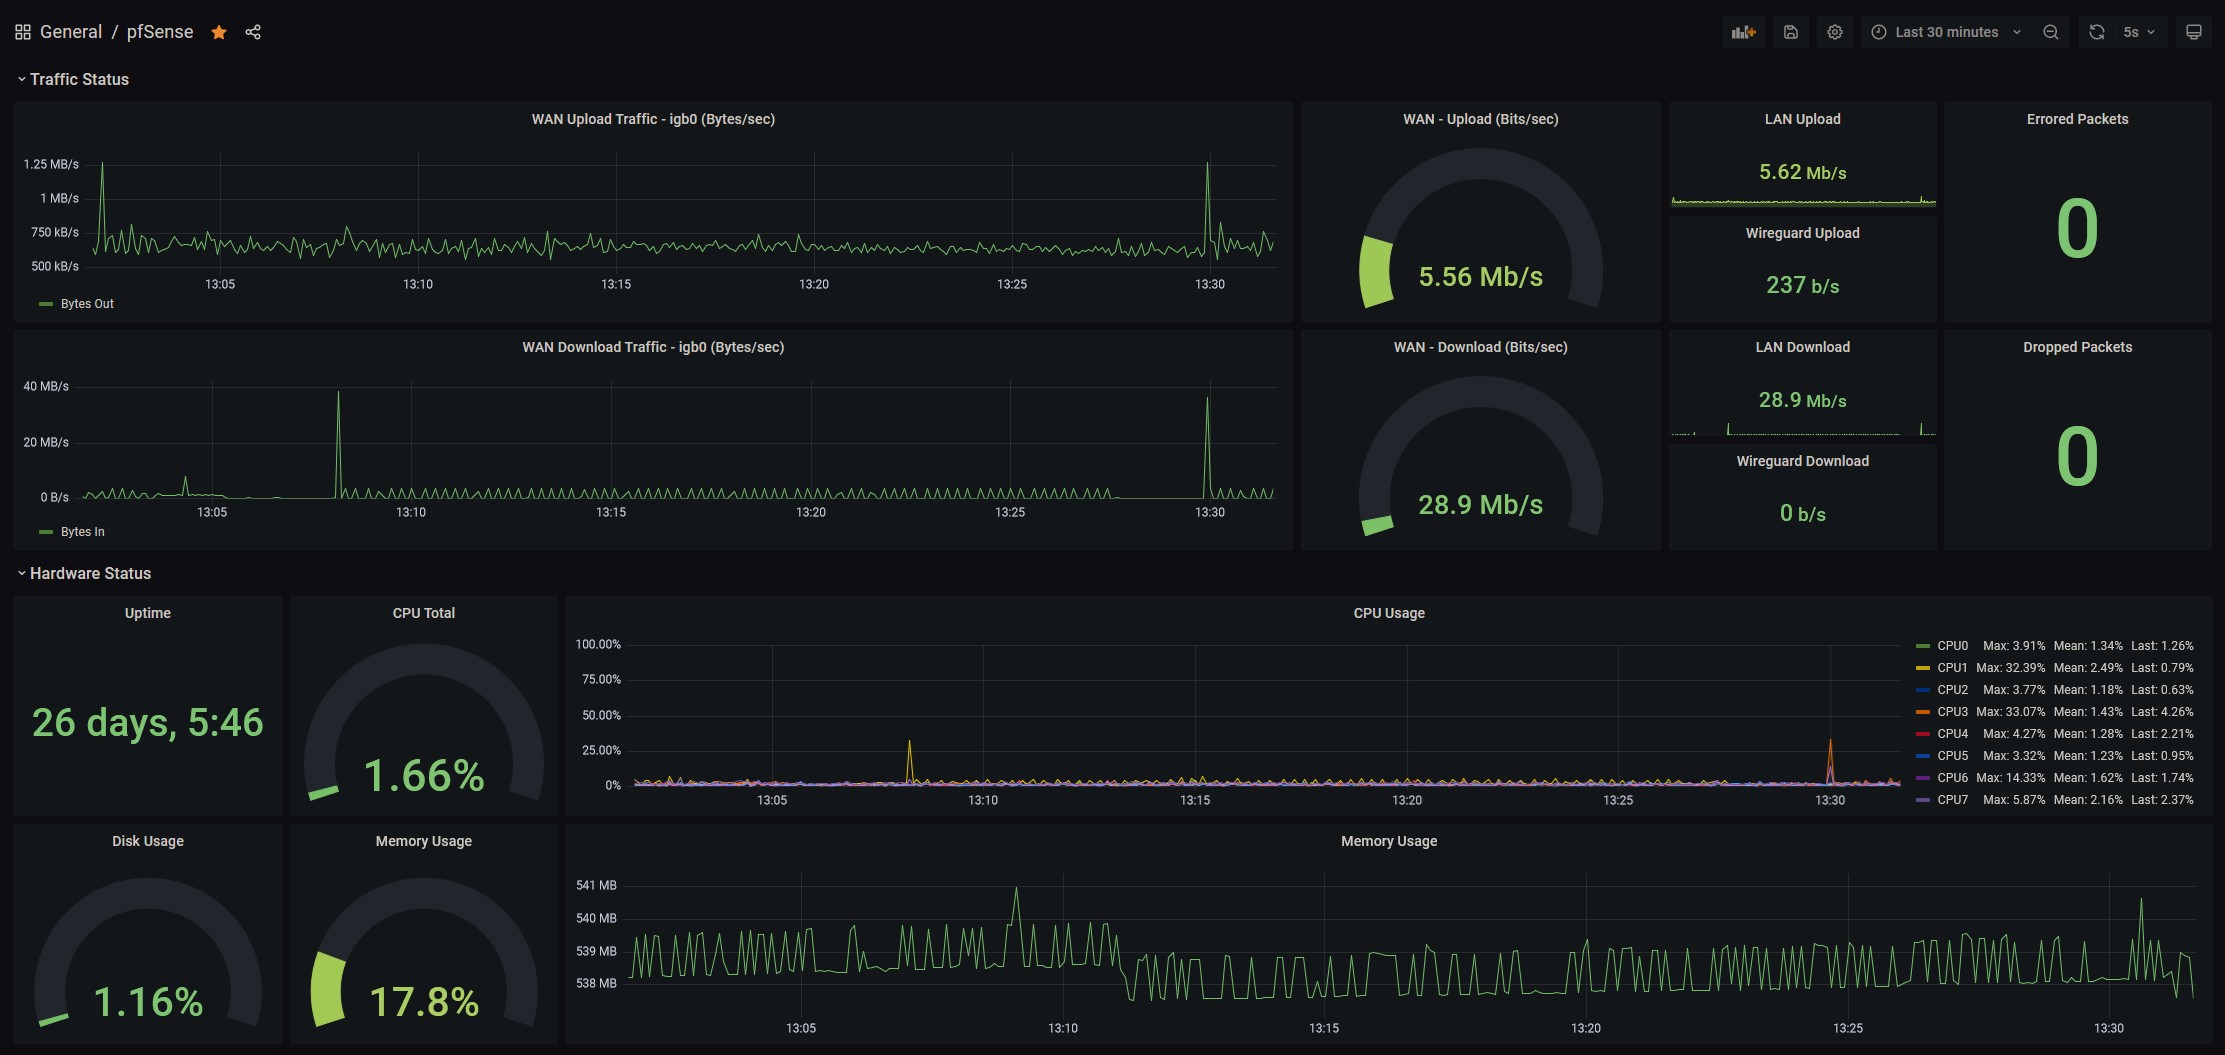 General / pfSense
Last 30 minutes
5s
Traffic Status
WAN Upload Traffic - igb0 (Bytes/sec)
1.25 MB/s
1 MB/s
750 kB/s
500 kB/s
13:05 13:10 13:15 13:20 13:25 13:30
Bytes Out
WAN - Upload (Bits/sec)
5.56 Mb/s
LAN Upload
5.62 Mb/s
Wireguard Upload
237 b/s
Errored Packets
0
WAN Download Traffic - igb0 (Bytes/sec)
40 MB/s
20 MB/s
0 B/s
13:05 13:10 13:15 13:20 13:25 13:30
Bytes In
WAN - Download (Bits/sec)
28.9 Mb/s
LAN Download
28.9 Mb/s
Wireguard Download
0 b/s
Dropped Packets
0
Hardware Status
Uptime
26 days, 5:46
CPU Total
1.66%
CPU Usage
100.00%
75.00%
50.00%
25.00%
0%
13:05 13:10 13:15 13:20 13:25 13:30
CPU0 Max: 3.91% Mean: 1.34% Last: 1.26%
CPU1 Max: 32.39% Mean: 2.49% Last: 0.79%
CPU2 Max: 3.77% Mean: 1.18% Last: 0.63%
CPU3 Max: 33.07% Mean: 1.43% Last: 4.26%
CPU4 Max: 4.27% Mean: 1.28% Last: 2.21%
CPU5 Max: 3.32% Mean: 1.23% Last: 0.95%
CPU6 Max: 14.33% Mean: 1.62% Last: 1.74%
CPU7 Max: 5.87% Mean: 2.16% Last: 2.37%
Disk Usage
1.16%
Memory Usage
17.8%
Memory Usage
541 MB
540 MB
539 MB
538 MB
13:05 13:10 13:15 13:20 13:25 13:30